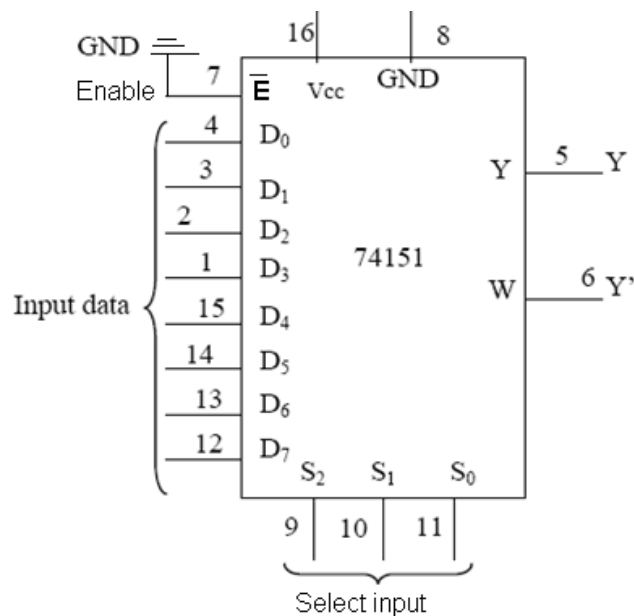 16 8
GND
GND
7 E̅ Vcc
Enable
4 D₀
3 D₁
Y 5 Y
2 D₂
74151
1 D₃
W 6 Y’
Input data
15 D₄
14 D₅
13 D₆
12 D₇
S₂ S₁ S₀
9 10 11
Select input